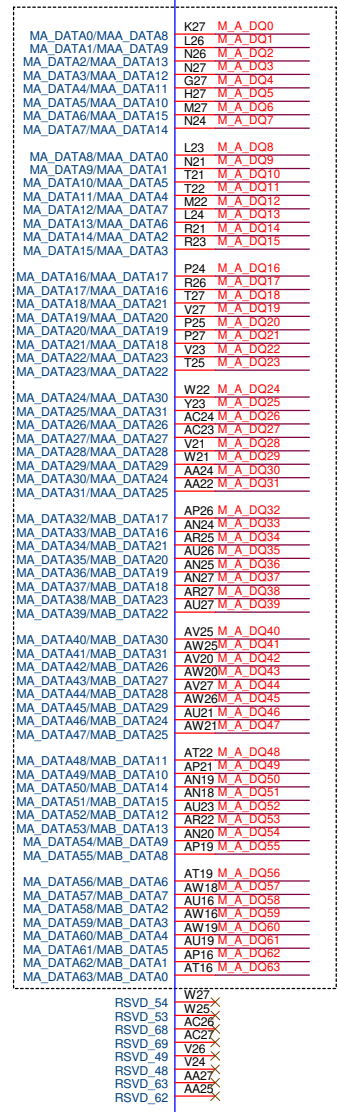 MA_DATA0/MAA_DATA8 K27 M_A_DQ0
MA_DATA1/MAA_DATA9 L26 M_A_DQ1
MA_DATA2/MAA_DATA13 N26 M_A_DQ2
MA_DATA3/MAA_DATA12 N27 M_A_DQ3
MA_DATA4/MAA_DATA11 G27 M_A_DQ4
MA_DATA5/MAA_DATA10 H27 M_A_DQ5
MA_DATA6/MAA_DATA15 M27 M_A_DQ6
MA_DATA7/MAA_DATA14 N24 M_A_DQ7
MA_DATA8/MAA_DATA0 L23 M_A_DQ8
MA_DATA9/MAA_DATA1 N21 M_A_DQ9
MA_DATA10/MAA_DATA5 T21 M_A_DQ10
MA_DATA11/MAA_DATA4 T22 M_A_DQ11
MA_DATA12/MAA_DATA7 M22 M_A_DQ12
MA_DATA13/MAA_DATA6 L24 M_A_DQ13
MA_DATA14/MAA_DATA2 R21 M_A_DQ14
MA_DATA15/MAA_DATA3 R23 M_A_DQ15
MA_DATA16/MAA_DATA17 P24 M_A_DQ16
MA_DATA17/MAA_DATA16 R26 M_A_DQ17
MA_DATA18/MAA_DATA21 T27 M_A_DQ18
MA_DATA19/MAA_DATA20 V27 M_A_DQ19
MA_DATA20/MAA_DATA19 P25 M_A_DQ20
MA_DATA21/MAA_DATA18 P27 M_A_DQ21
MA_DATA22/MAA_DATA23 V23 M_A_DQ22
MA_DATA23/MAA_DATA22 T25 M_A_DQ23
MA_DATA24/MAA_DATA30 W22 M_A_DQ24
MA_DATA25/MAA_DATA31 Y23 M_A_DQ25
MA_DATA26/MAA_DATA26 AC24 M_A_DQ26
MA_DATA27/MAA_DATA27 AC23 M_A_DQ27
MA_DATA28/MAA_DATA28 V21 M_A_DQ28
MA_DATA29/MAA_DATA29 W21 M_A_DQ29
MA_DATA30/MAA_DATA24 AA24 M_A_DQ30
MA_DATA31/MAA_DATA25 AA22 M_A_DQ31
MA_DATA32/MAB_DATA17 AP26 M_A_DQ32
MA_DATA33/MAB_DATA16 AN24 M_A_DQ33
MA_DATA34/MAB_DATA21 AR25 M_A_DQ34
MA_DATA35/MAB_DATA20 AU26 M_A_DQ35
MA_DATA36/MAB_DATA19 AN25 M_A_DQ36
MA_DATA37/MAB_DATA18 AN27 M_A_DQ37
MA_DATA38/MAB_DATA23 AR27 M_A_DQ38
MA_DATA39/MAB_DATA22 AU27 M_A_DQ39
MA_DATA40/MAB_DATA30 AV25 M_A_DQ40
MA_DATA41/MAB_DATA31 AW25 M_A_DQ41
MA_DATA42/MAB_DATA26 AV20 M_A_DQ42
MA_DATA43/MAB_DATA27 AW20 M_A_DQ43
MA_DATA44/MAB_DATA28 AV27 M_A_DQ44
MA_DATA45/MAB_DATA29 AW26 M_A_DQ45
MA_DATA46/MAB_DATA24 AU21 M_A_DQ46
MA_DATA47/MAB_DATA25 AW21 M_A_DQ47
MA_DATA48/MAB_DATA11 AT22 M_A_DQ48
MA_DATA49/MAB_DATA10 AP21 M_A_DQ49
MA_DATA50/MAB_DATA14 AN19 M_A_DQ50
MA_DATA51/MAB_DATA15 AN18 M_A_DQ51
MA_DATA52/MAB_DATA12 AU23 M_A_DQ52
MA_DATA53/MAB_DATA13 AR22 M_A_DQ53
MA_DATA54/MAB_DATA9 AN20 M_A_DQ54
MA_DATA55/MAB_DATA8 AP19 M_A_DQ55
MA_DATA56/MAB_DATA6 AT19 M_A_DQ56
MA_DATA57/MAB_DATA7 AW18 M_A_DQ57
MA_DATA58/MAB_DATA2 AU16 M_A_DQ58
MA_DATA59/MAB_DATA3 AW16 M_A_DQ59
MA_DATA60/MAB_DATA4 AW19 M_A_DQ60
MA_DATA61/MAB_DATA5 AU19 M_A_DQ61
MA_DATA62/MAB_DATA1 AP16 M_A_DQ62
MA_DATA63/MAB_DATA0 AT16 M_A_DQ63
RSVD_54 W27
RSVD_53 W25
RSVD_68 AC26
RSVD_69 AC27
RSVD_49 V26
RSVD_48 V24
RSVD_63 AA27
RSVD_62 AA25